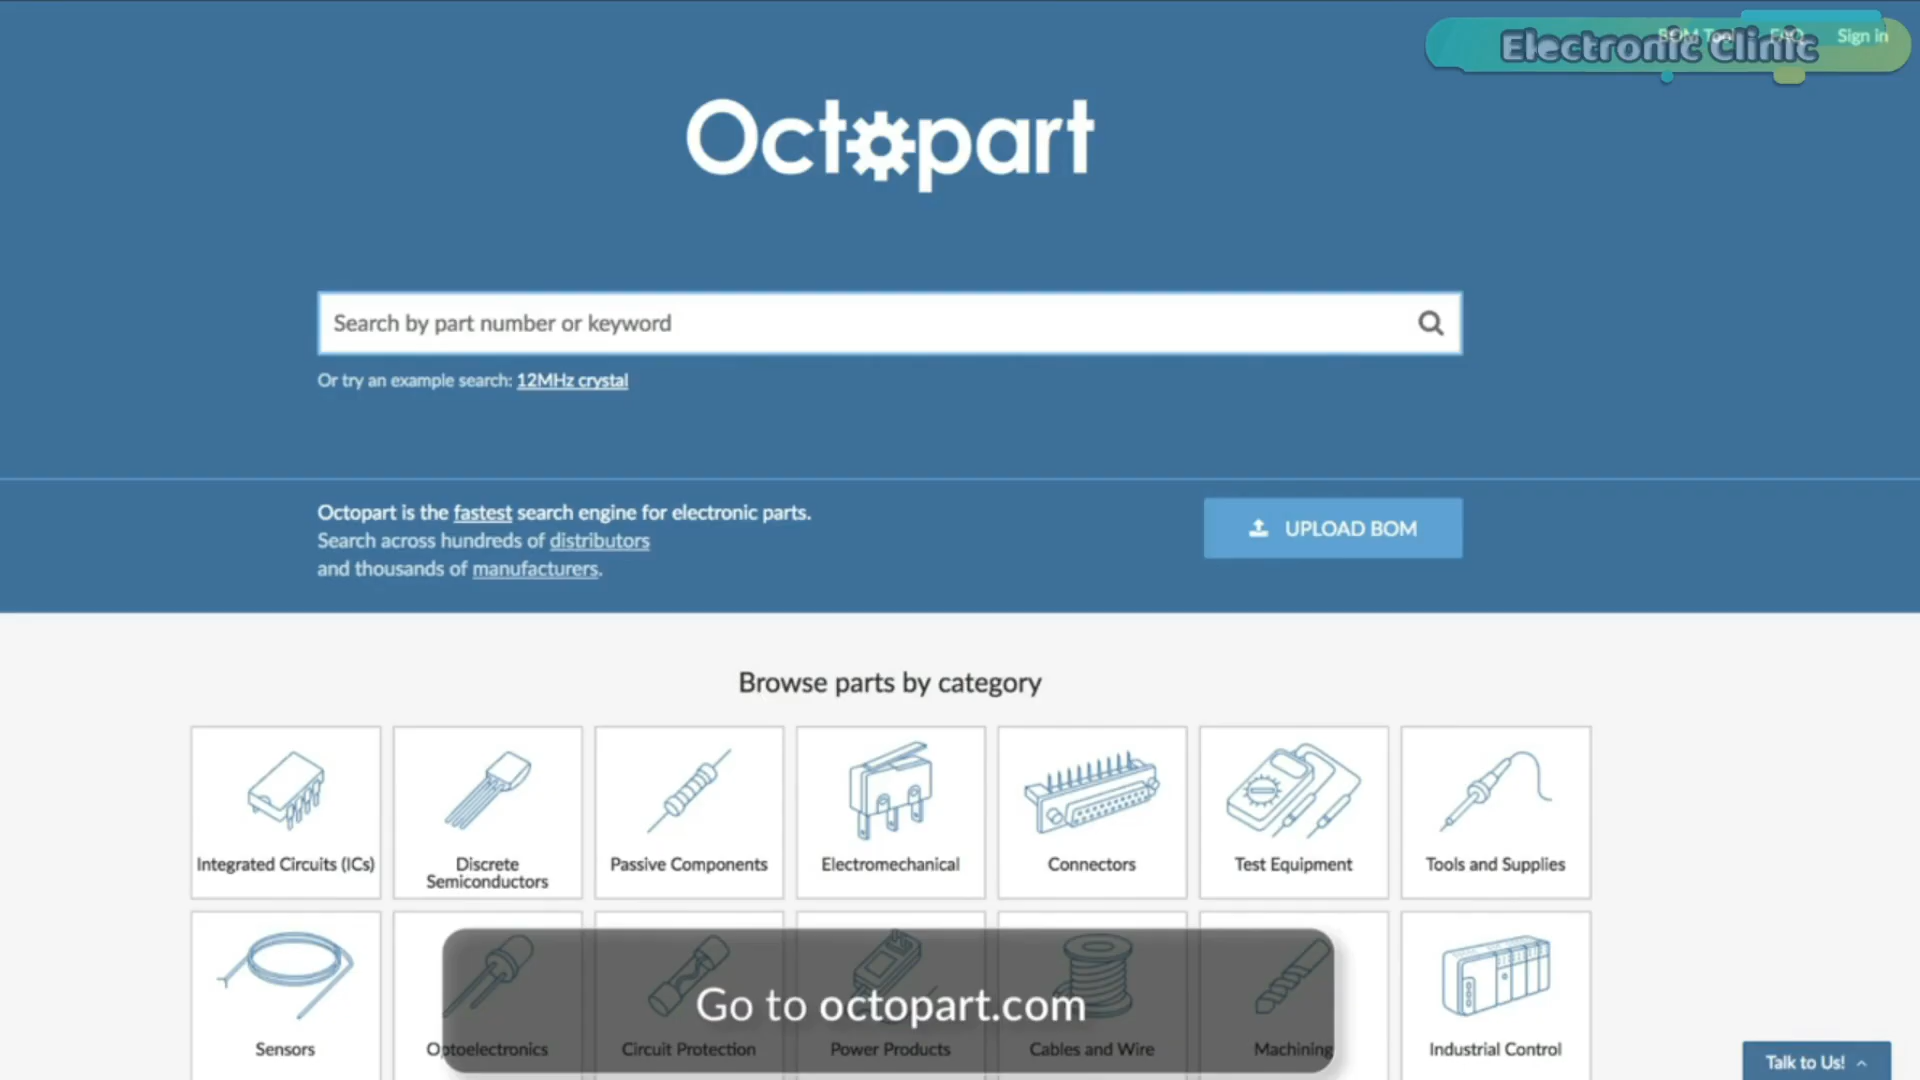 BOM Tool
FAQ
Sign in
Electronic Clinic
Octopart
Search by part number or keyword
Or try an example search: 12MHz crystal
Octopart is the fastest search engine for electronic parts.
Search across hundreds of distributors
and thousands of manufacturers.
UPLOAD BOM
Browse parts by category
Integrated Circuits (ICs)
Discrete
Semiconductors
Passive Components
Electromechanical
Connectors
Test Equipment
Tools and Supplies
Sensors
Optoelectronics
Circuit Protection
Power Products
Cables and Wire
Machining
Industrial Control
Go to octopart.com
Talk to Us!